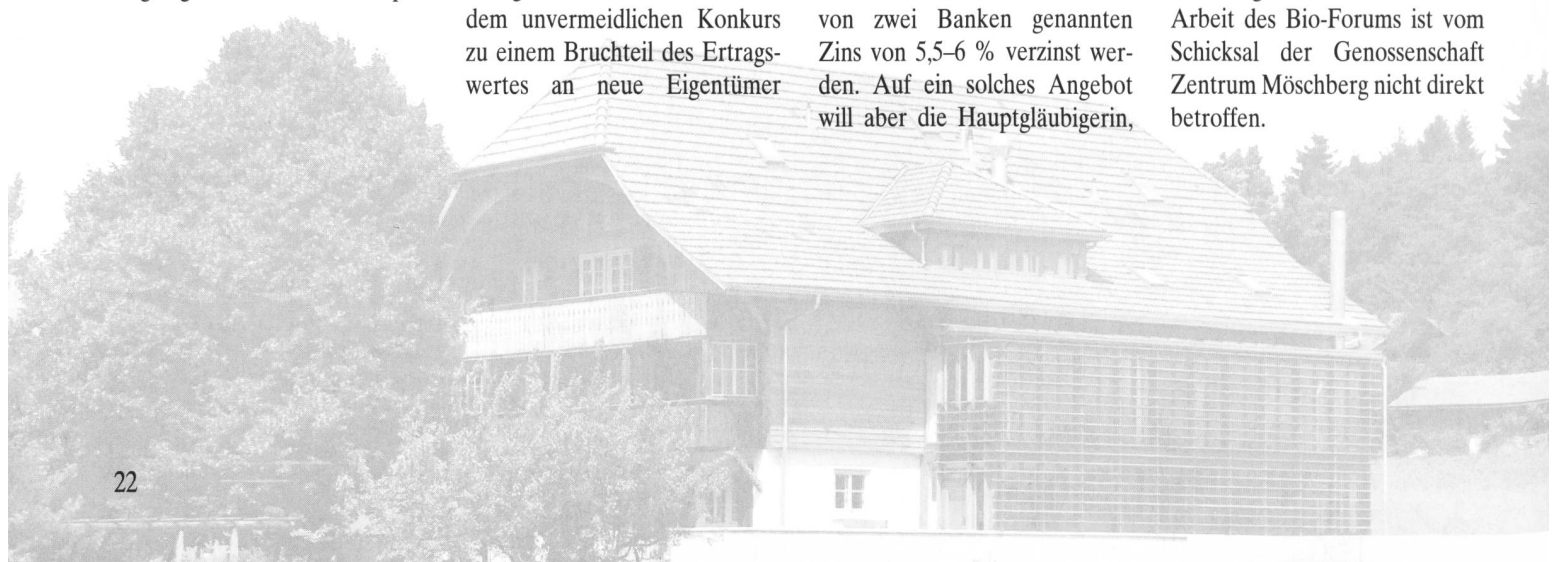 dem unvermeidlichen Konkurs
zu einem Bruchteil des Ertrags-
wertes an neue Eigentümer
von zwei Banken genannten
Zins von 5,5–6 % verzinst wer-
den. Auf ein solches Angebot
will aber die Hauptgläubigerin,
Arbeit des Bio-Forums ist vom
Schicksal der Genossenschaft
Zentrum Möschberg nicht direkt
betroffen.
22